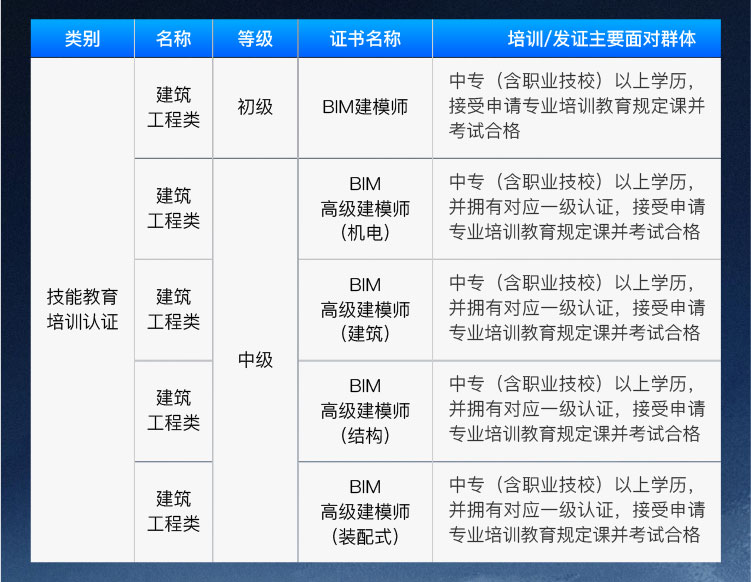 类别 名称 等级 证书名称 培训/发证主要面对群体
技能教育
培训认证
建筑
工程类
初级
BIM建模师
中专（含职业技校）以上学历，
接受申请专业培训教育规定课并
考试合格
建筑
工程类
中级
BIM
高级建模师
（机电）
中专（含职业技校）以上学历，
并拥有对应一级认证，接受申请
专业培训教育规定课并考试合格
建筑
工程类
BIM
高级建模师
（建筑）
中专（含职业技校）以上学历，
并拥有对应一级认证，接受申请
专业培训教育规定课并考试合格
建筑
工程类
BIM
高级建模师
（结构）
中专（含职业技校）以上学历，
并拥有对应一级认证，接受申请
专业培训教育规定课并考试合格
建筑
工程类
BIM
高级建模师
（装配式）
中专（含职业技校）以上学历，
并拥有对应一级认证，接受申请
专业培训教育规定课并考试合格